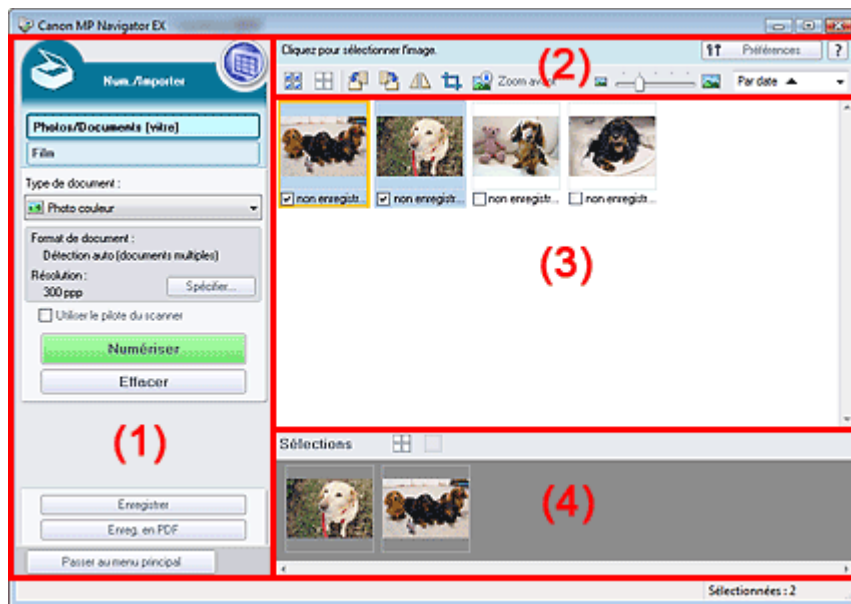 Canon MP Navigator EX
Num./Importer
Photos/Documents (vitre)
Film
Type de document :
Photo couleur
Format de document :
Détection auto (documents multiples)
Résolution :
300 ppp
Spécifier...
Utiliser le pilote du scanner
Numériser
Effacer
(1)
Enregistrer
Enreg. en PDF
Passer au menu principal
Cliquez pour sélectionner l'image.
Préférences
?
(2)
Zoom avant
Par date
non enregistr...
non enregistr...
non enregistr...
non enregistr...
(3)
Sélections
(4)
Sélectionnées : 2